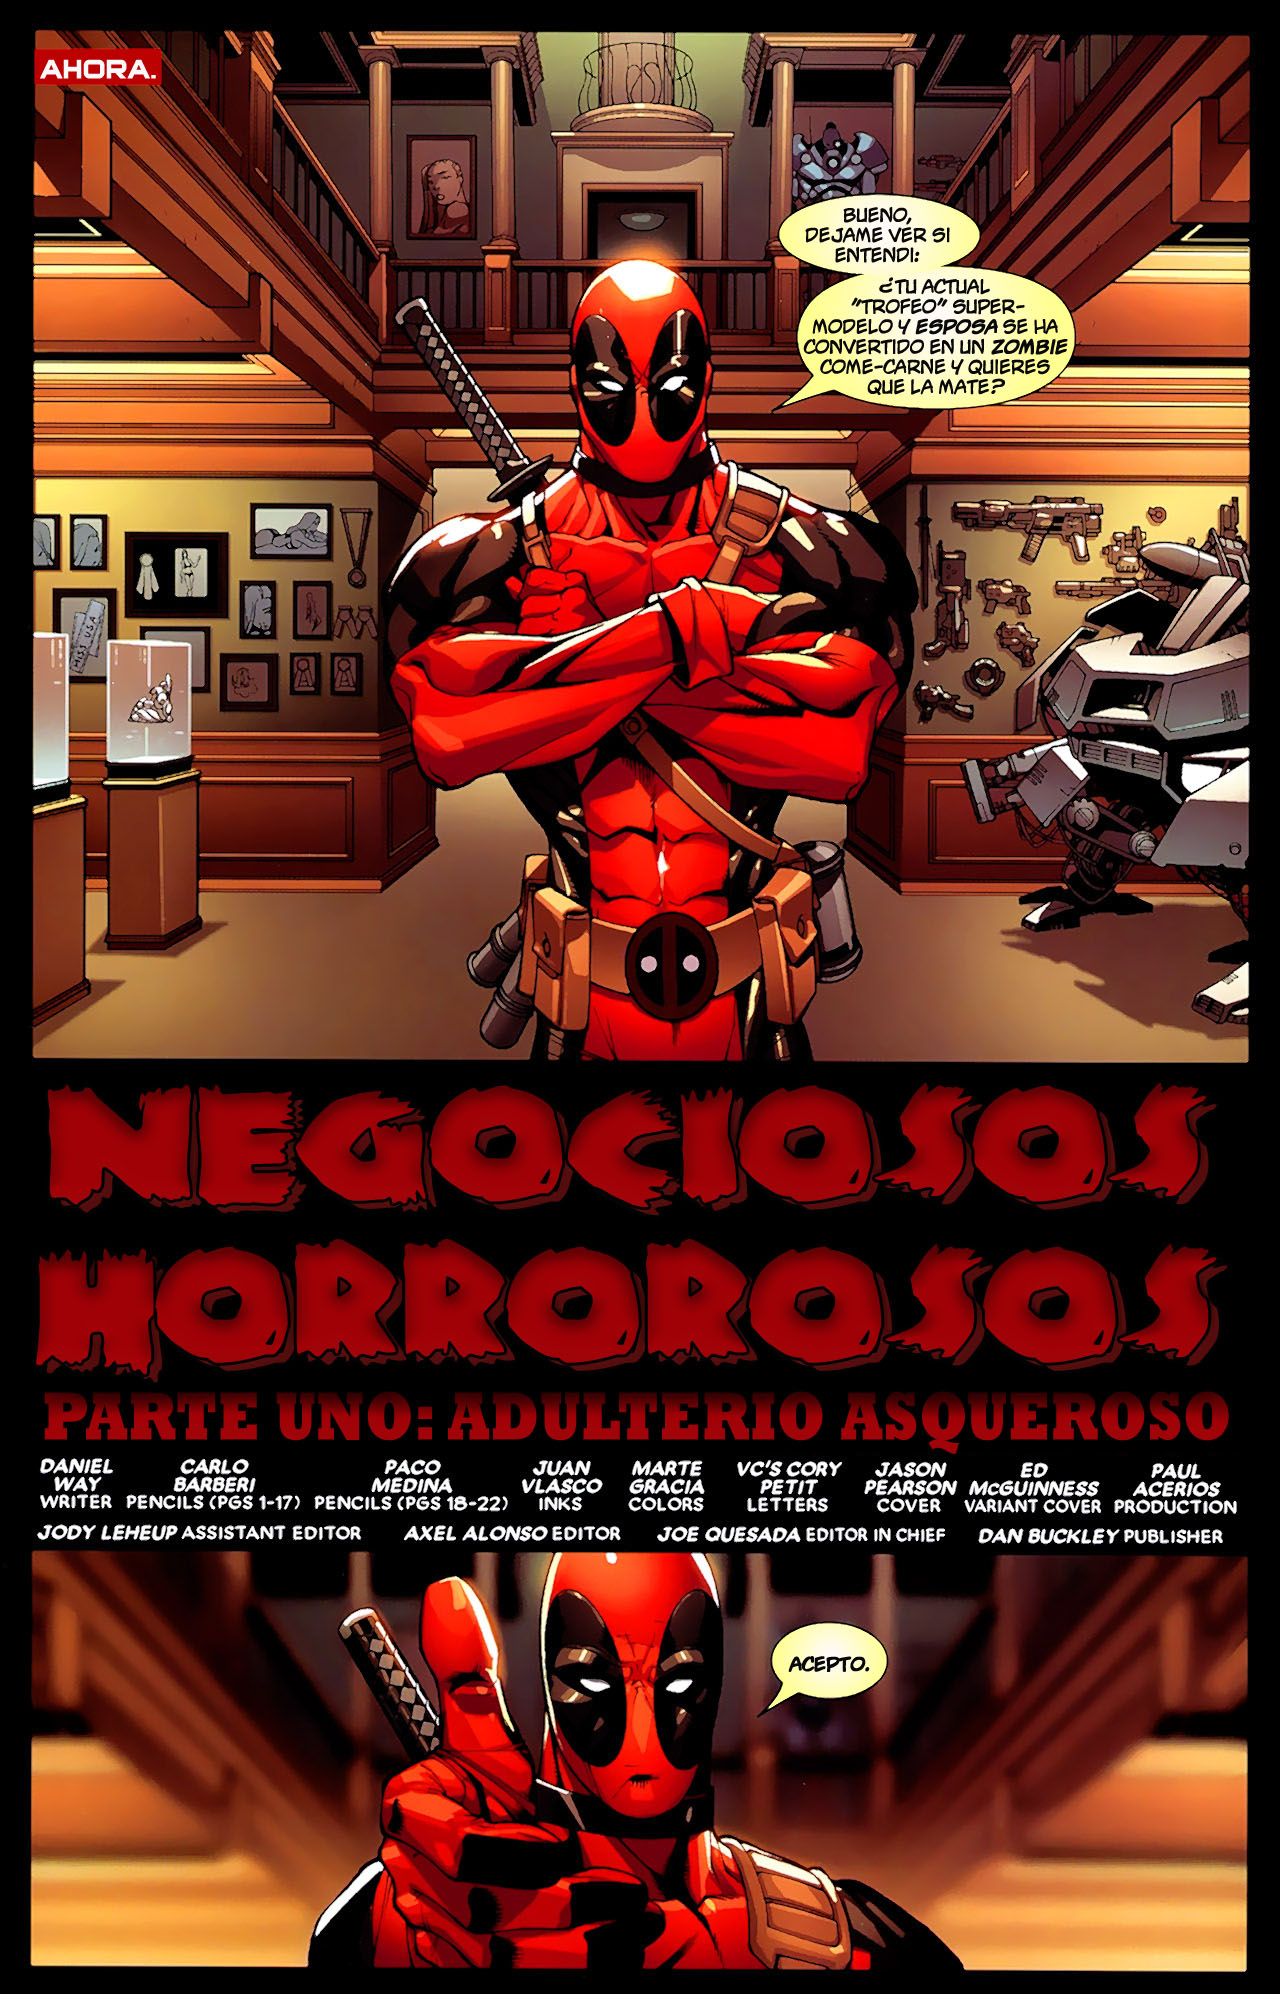 AHORA.
BUENO,
DEJAME VER SI
ENTENDI:
¿TU ACTUAL
"TROFEO" SUPER-
MODELO Y ESPOSA SE HA
CONVERTIDO EN UN ZOMBIE
COME-CARNE Y QUIERES
QUE LA MATE?
MISS USA
NEGOCIOSOS
HORROROSOS
PARTE UNO: ADULTERIO ASQUEROSO
DANIEL WAY WRITER
CARLO BARBERI PENCILS (PGS 1-17)
PACO MEDINA PENCILS (PGS 18-22)
JUAN VLASCO INKS
MARTE GRACIA COLORS
VC'S CORY PETIT LETTERS
JASON PEARSON COVER
ED McGUINNESS VARIANT COVER
PAUL ACERIOS PRODUCTION
JODY LEHEUP ASSISTANT EDITOR AXEL ALONSO EDITOR JOE QUESADA EDITOR IN CHIEF DAN BUCKLEY PUBLISHER
ACEPTO.